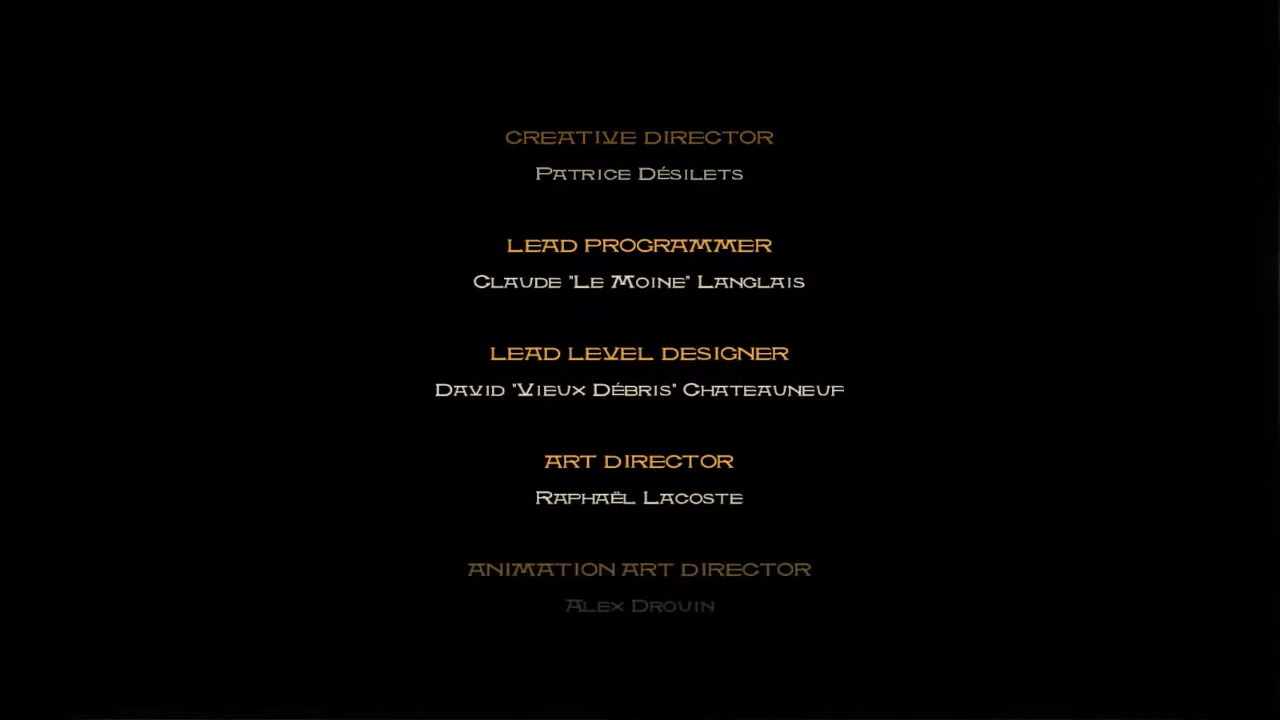 CREATIVE DIRECTOR
PATRICE DÉSILETS
LEAD PROGRAMMER
CLAUDE "LE MOINE" LANGLAIS
LEAD LEVEL DESIGNER
DAVID "VIEUX DÉBRIS" CHATEAUNEUF
ART DIRECTOR
RAPHAËL LACOSTE
ANIMATION ART DIRECTOR
ALEX DROUIN